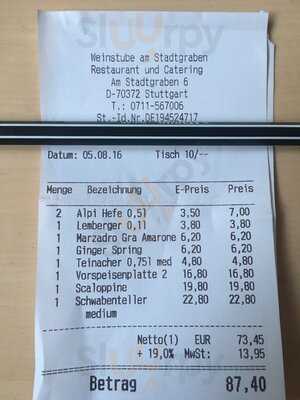 Weinstube am Stadtgraben
Restaurant und Catering
Am Stadtgraben 6
D-70372 Stuttgart
T.: 0711-567006
St.-Id.Nr.DE194524717
Datum: 05.08.16 Tisch 10/--
Menge Bezeichnung E-Preis Preis
2 Alpi Hefe 0,5l 3,50 7,00
1 Lemberger 0,1l 3,80 3,80
1 Marzadro Gra Amarone 6,20 6,20
1 Ginger Spring 6,20 6,20
1 Teinacher 0,75l med 4,80 4,80
1 Vorspeisenplatte 2 16,80 16,80
1 Scaloppine 19,80 19,80
1 Schwabenteller 22,80 22,80
medium
Netto(1) EUR 73,45
+ 19,0% MwSt: 13,95
Betrag 87,40